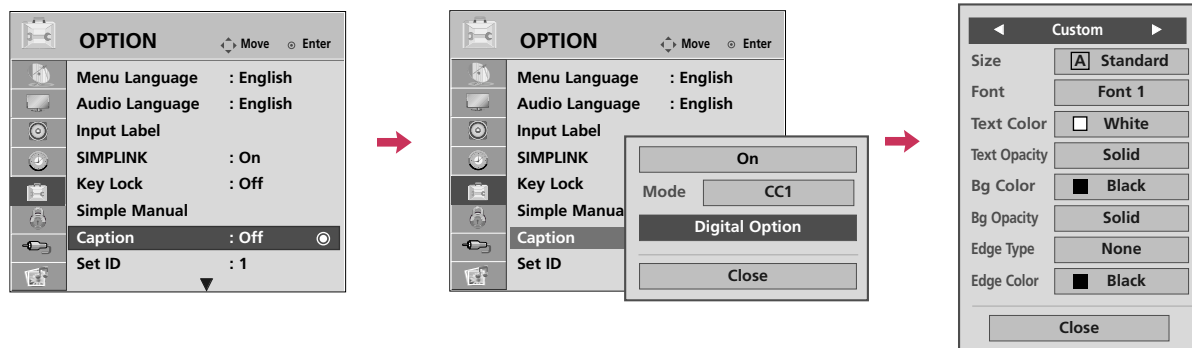 OPTION Move Enter
Menu Language : English
Audio Language : English
Input Label
SIMPLINK : On
Key Lock : Off
Simple Manual
Caption : Off
Set ID : 1
OPTION Move Enter
Menu Language : English
Audio Language : English
Input Label
SIMPLINK
Key Lock
Simple Manua
Caption
Set ID
On
Mode CC1
Digital Option
Close
Custom
Size A Standard
Font Font 1
Text Color White
Text Opacity Solid
Bg Color Black
Bg Opacity Solid
Edge Type None
Edge Color Black
Close